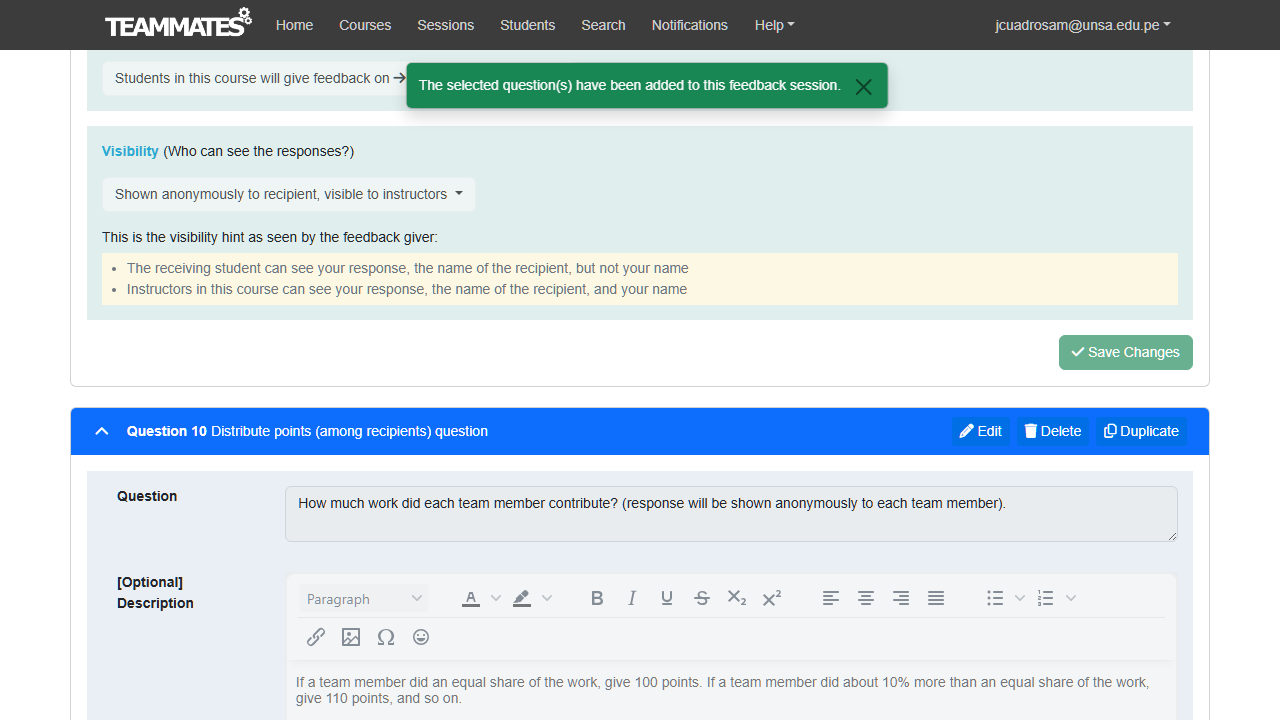 TEAMMATES
Home
Courses
Sessions
Students
Search
Notifications
Help
jcuadrosam@unsa.edu.pe
Students in this course will give feedback on
The selected question(s) have been added to this feedback session.
Visibility (Who can see the responses?)
Shown anonymously to recipient, visible to instructors
This is the visibility hint as seen by the feedback giver:
The receiving student can see your response, the name of the recipient, but not your name
Instructors in this course can see your response, the name of the recipient, and your name
Save Changes
Question 10 Distribute points (among recipients) question
Edit
Delete
Duplicate
Question
How much work did each team member contribute? (response will be shown anonymously to each team member).
[Optional]
Description
Paragraph
If a team member did an equal share of the work, give 100 points. If a team member did about 10% more than an equal share of the work,
give 110 points, and so on.